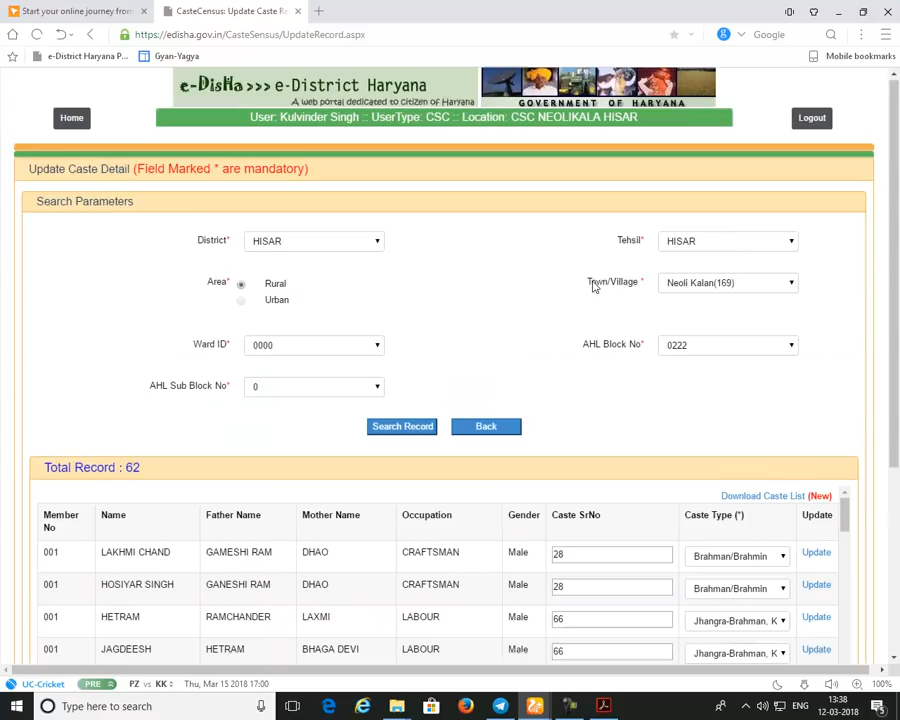 Start your online journey from
CasteCensus: Update Caste Re
https://edisha.gov.in/CasteSensus/UpdateRecord.aspx
Google
e-District Haryana P...
Gyan-Yagya
Mobile bookmarks
e-DisHa >>> e-District Haryana
A web portal dedicated to citizen of Haryana
GOVERNMENT OF HARYANA
Home
User: Kulvinder Singh :: UserType: CSC :: Location: CSC NEOLIKALA HISAR
Logout
Update Caste Detail (Field Marked * are mandatory)
Search Parameters
District* HISAR Tehsil* HISAR
Area* Rural Town/Village * Neoli Kalan(169)
Urban
Ward ID* 0000 AHL Block No* 0222
AHL Sub Block No* 0
Search Record Back
Total Record : 62
Download Caste List (New)
Member No Name Father Name Mother Name Occupation Gender Caste SrNo Caste Type (*) Update
001 LAKHMI CHAND GAMESHI RAM DHAO CRAFTSMAN Male 28 Brahman/Brahmin Update
001 HOSIYAR SINGH GANESHI RAM DHAO CRAFTSMAN Male 28 Brahman/Brahmin Update
001 HETRAM RAMCHANDER LAXMI LABOUR Male 66 Jhangra-Brahman, K Update
001 JAGDEESH HETRAM BHAGA DEVI LABOUR Male 66 Jhangra-Brahman, K Update
UC-Cricket PRE PZ vs KK : Thu, Mar 15 2018 17:00 100%
Type here to search
ENG
13:38
12-03-2018
5